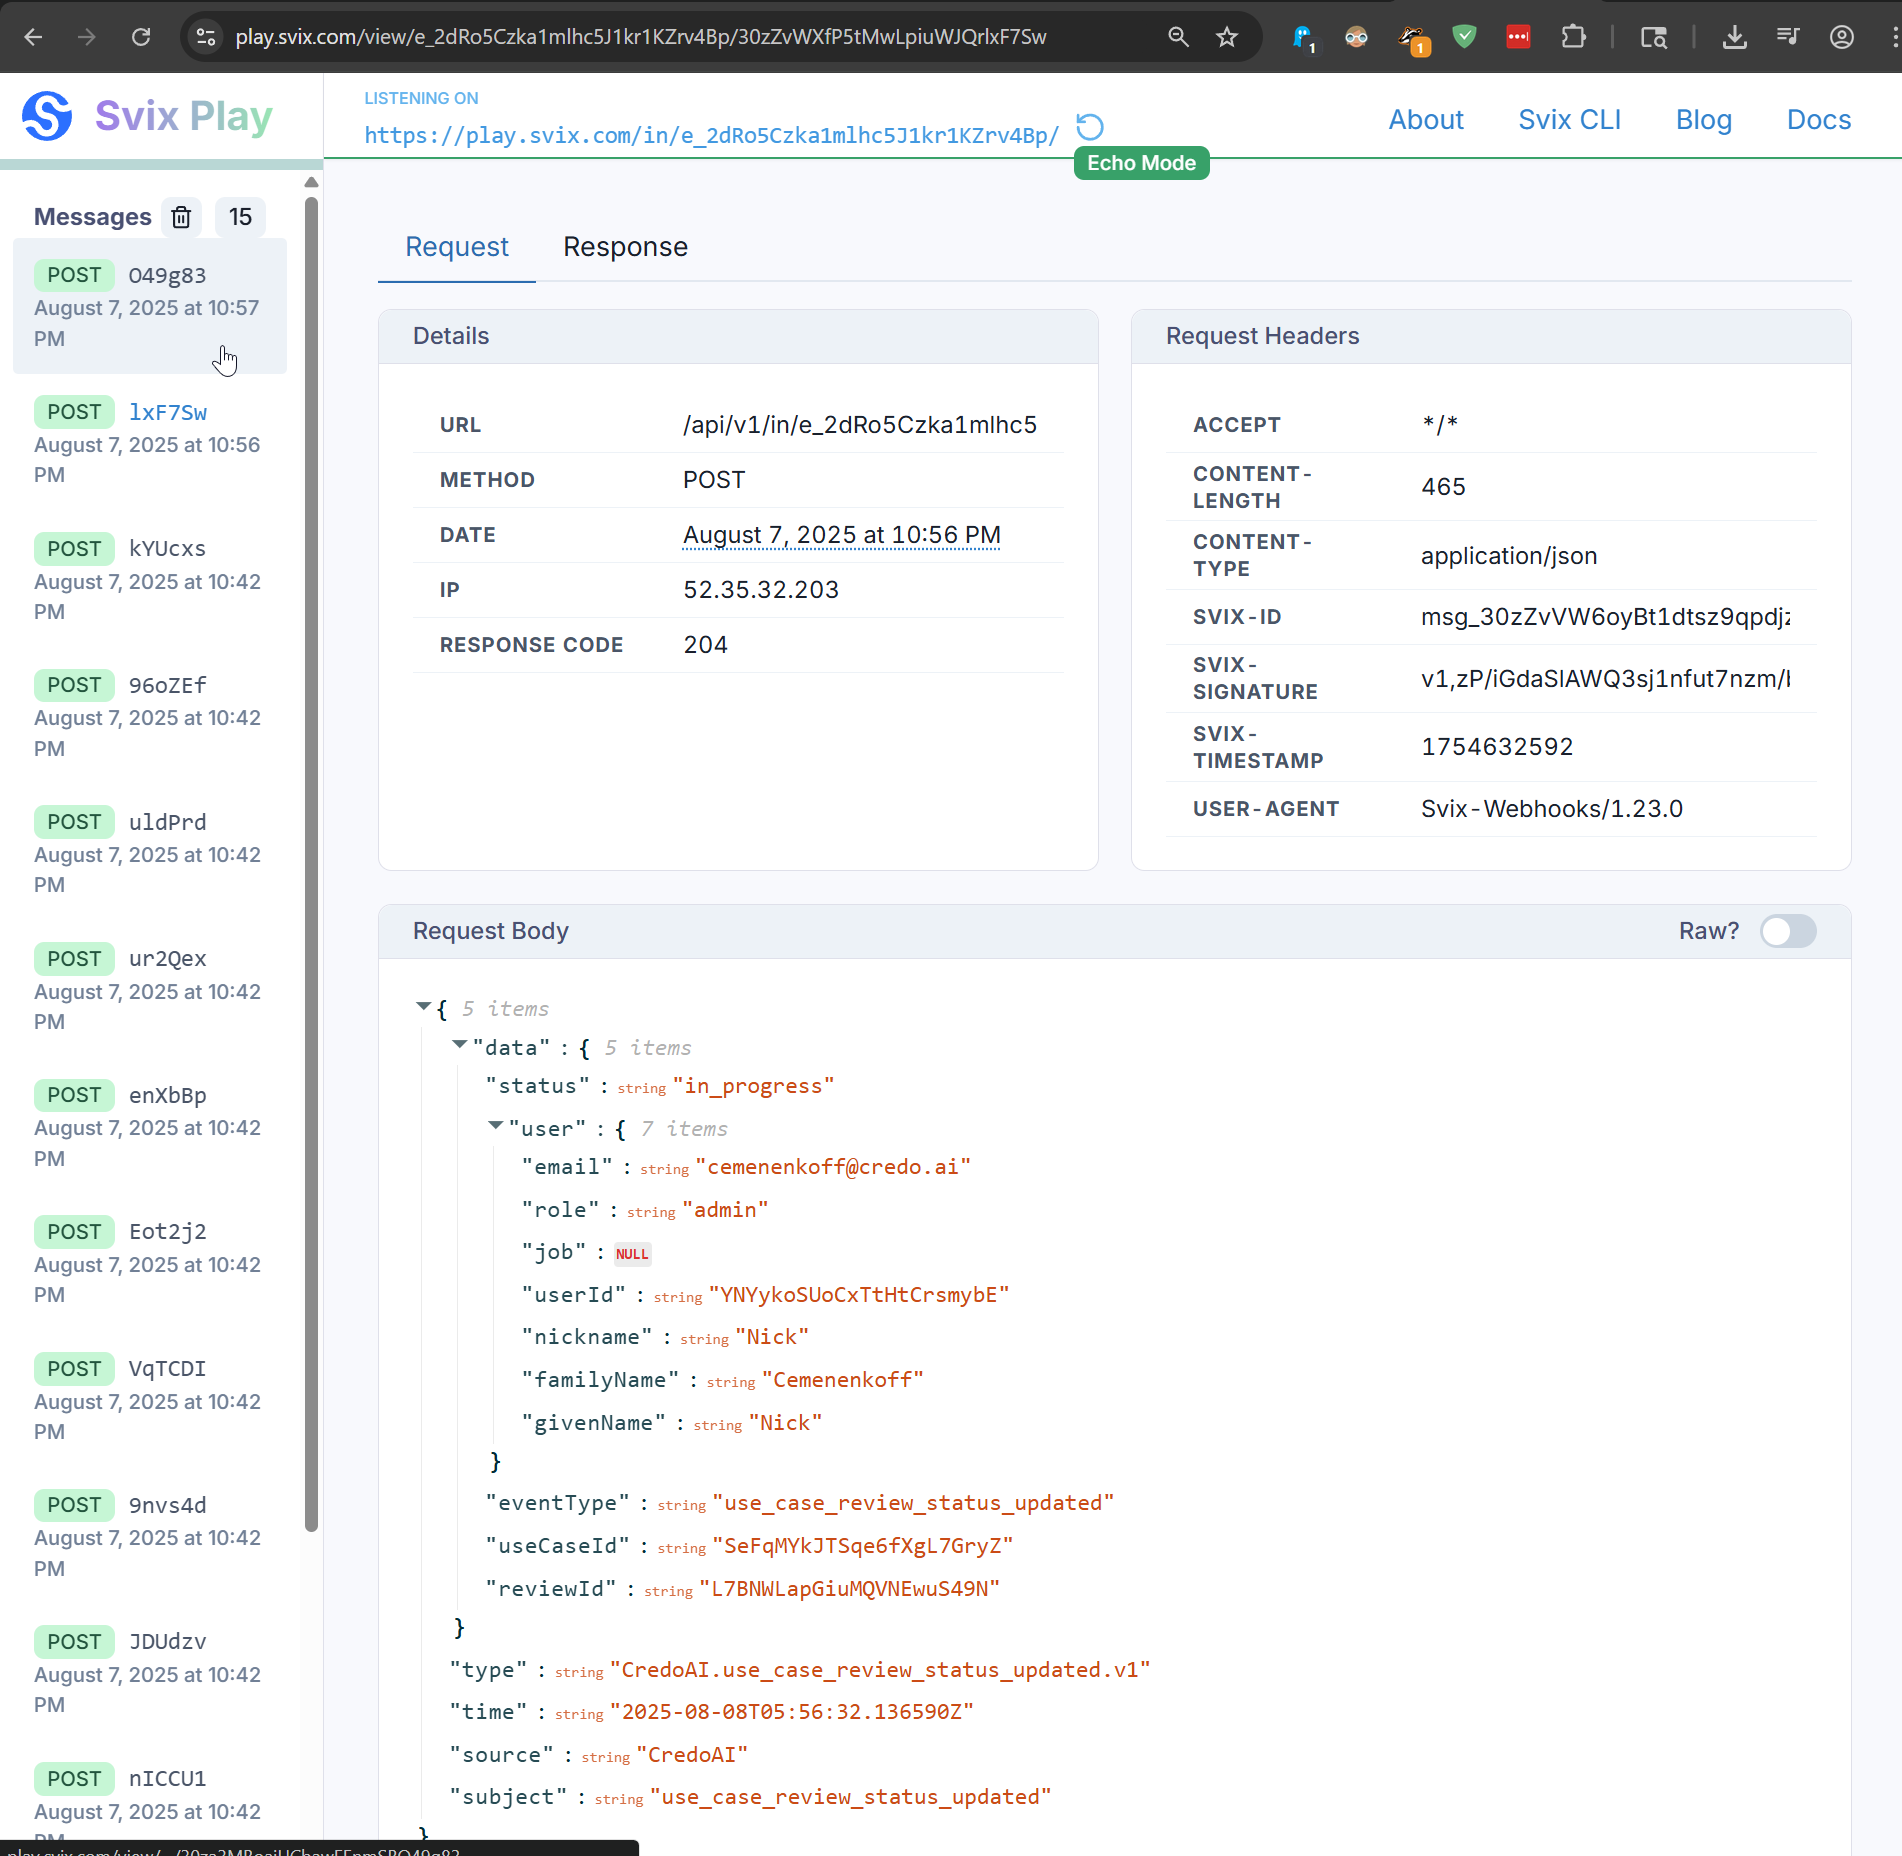 play.svix.com/view/e_2dRo5Czka1mlhc5J1kr1KZrv4Bp/30zZvWXfP5tMwLpiuWJQrlxF7Sw
1
1
Svix Play
LISTENING ON
https://play.svix.com/in/e_2dRo5Czka1mlhc5J1kr1KZrv4Bp/
Echo Mode
About
Svix CLI
Blog
Docs
Messages
15
POST O49g83
August 7, 2025 at 10:57
PM
POST lxF7Sw
August 7, 2025 at 10:56
PM
POST kYUcxs
August 7, 2025 at 10:42
PM
POST 96oZEf
August 7, 2025 at 10:42
PM
POST uldPrd
August 7, 2025 at 10:42
PM
POST ur2Qex
August 7, 2025 at 10:42
PM
POST enXbBp
August 7, 2025 at 10:42
PM
POST Eot2j2
August 7, 2025 at 10:42
PM
POST VqTCDI
August 7, 2025 at 10:42
PM
POST 9nvs4d
August 7, 2025 at 10:42
PM
POST JDUdzv
August 7, 2025 at 10:42
PM
POST nICCU1
August 7, 2025 at 10:42
PM
Request
Response
Details
URL /api/v1/in/e_2dRo5Czka1mlhc5
METHOD POST
DATE August 7, 2025 at 10:56 PM
IP 52.35.32.203
RESPONSE CODE 204
Request Headers
ACCEPT */*
CONTENT-
LENGTH 465
CONTENT-
TYPE application/json
SVIX-ID msg_30zZvVW6oyBt1dtsz9qpdjz
SVIX-
SIGNATURE v1,zP/iGdaSlAWQ3sj1nfut7nzm/
SVIX-
TIMESTAMP 1754632592
USER-AGENT Svix-Webhooks/1.23.0
Request Body
Raw?
{ 5 items
"data" : { 5 items
"status" : string "in_progress"
"user" : { 7 items
"email" : string "cemenenkoff@credo.ai"
"role" : string "admin"
"job" : NULL
"userId" : string "YNYykoSUoCxTtHtCrsmybE"
"nickname" : string "Nick"
"familyName" : string "Cemenenkoff"
"givenName" : string "Nick"
}
"eventType" : string "use_case_review_status_updated"
"useCaseId" : string "SeFqMYkJTSqe6fXgL7GryZ"
"reviewId" : string "L7BNWLapGiuMQVNEwuS49N"
}
"type" : string "CredoAI.use_case_review_status_updated.v1"
"time" : string "2025-08-08T05:56:32.136590Z"
"source" : string "CredoAI"
"subject" : string "use_case_review_status_updated"
}